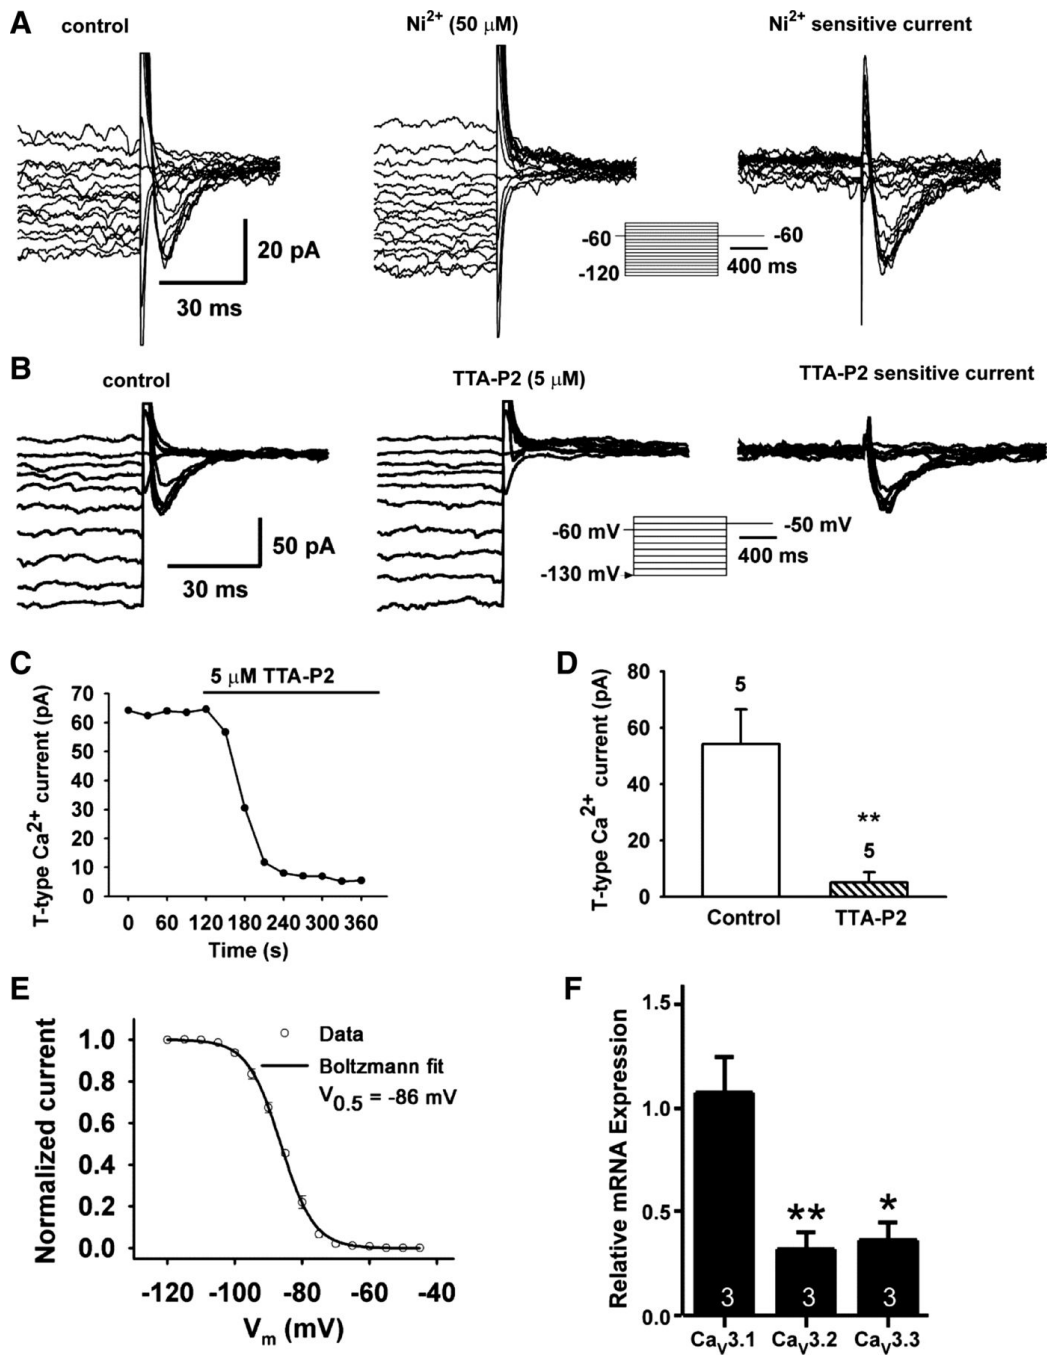 A
control
Ni2+ (50 μM)
Ni2+ sensitive current
20 pA
30 ms
-60
-120
-60
400 ms
B
control
TTA-P2 (5 μM)
TTA-P2 sensitive current
50 pA
30 ms
-60 mV
-130 mV
-50 mV
400 ms
C
5 μM TTA-P2
T-type Ca2+ current (pA)
70
60
50
40
30
20
10
0
0 60 120 180 240 300 360
Time (s)
D
T-type Ca2+ current (pA)
80
60
40
20
0
5
**
5
Control TTA-P2
E
Normalized current
1.0
0.8
0.6
0.4
0.2
0.0
Data
Boltzmann fit
V0.5 = -86 mV
-120 -100 -80 -60 -40
Vm (mV)
F
Relative mRNA Expression
1.5
1.0
0.5
0.0
** *
3 3 3
CaV3.1 CaV3.2 CaV3.3